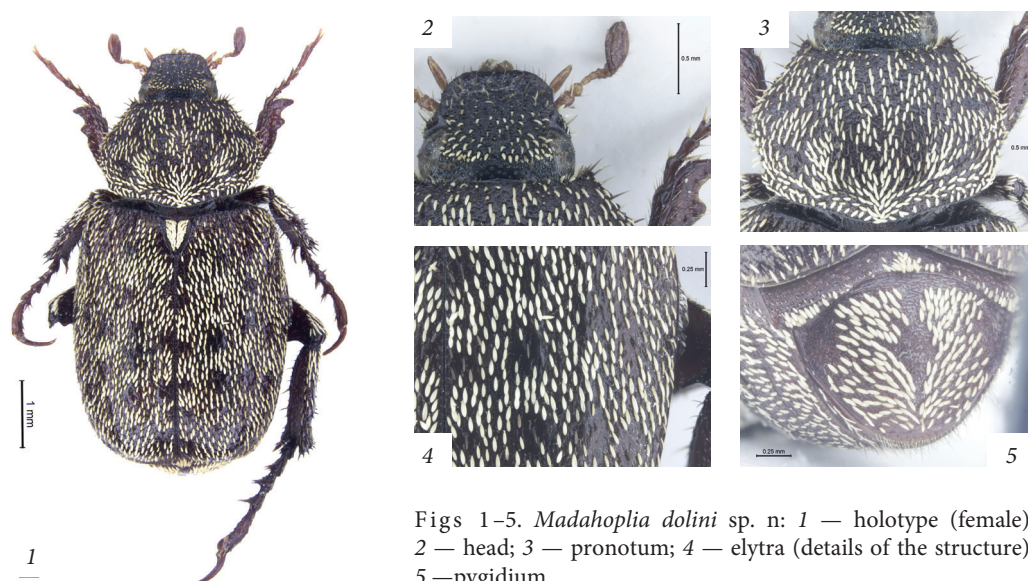 2
0.5 mm
3
0.5 mm
1 mm
1
0.25 mm
4
0.25 mm
5
Figs 1–5. Madahoplia dolini sp. n: 1 — holotype (female)
2 — head; 3 — pronotum; 4 — elytra (details of the structure)
5 —pygidium